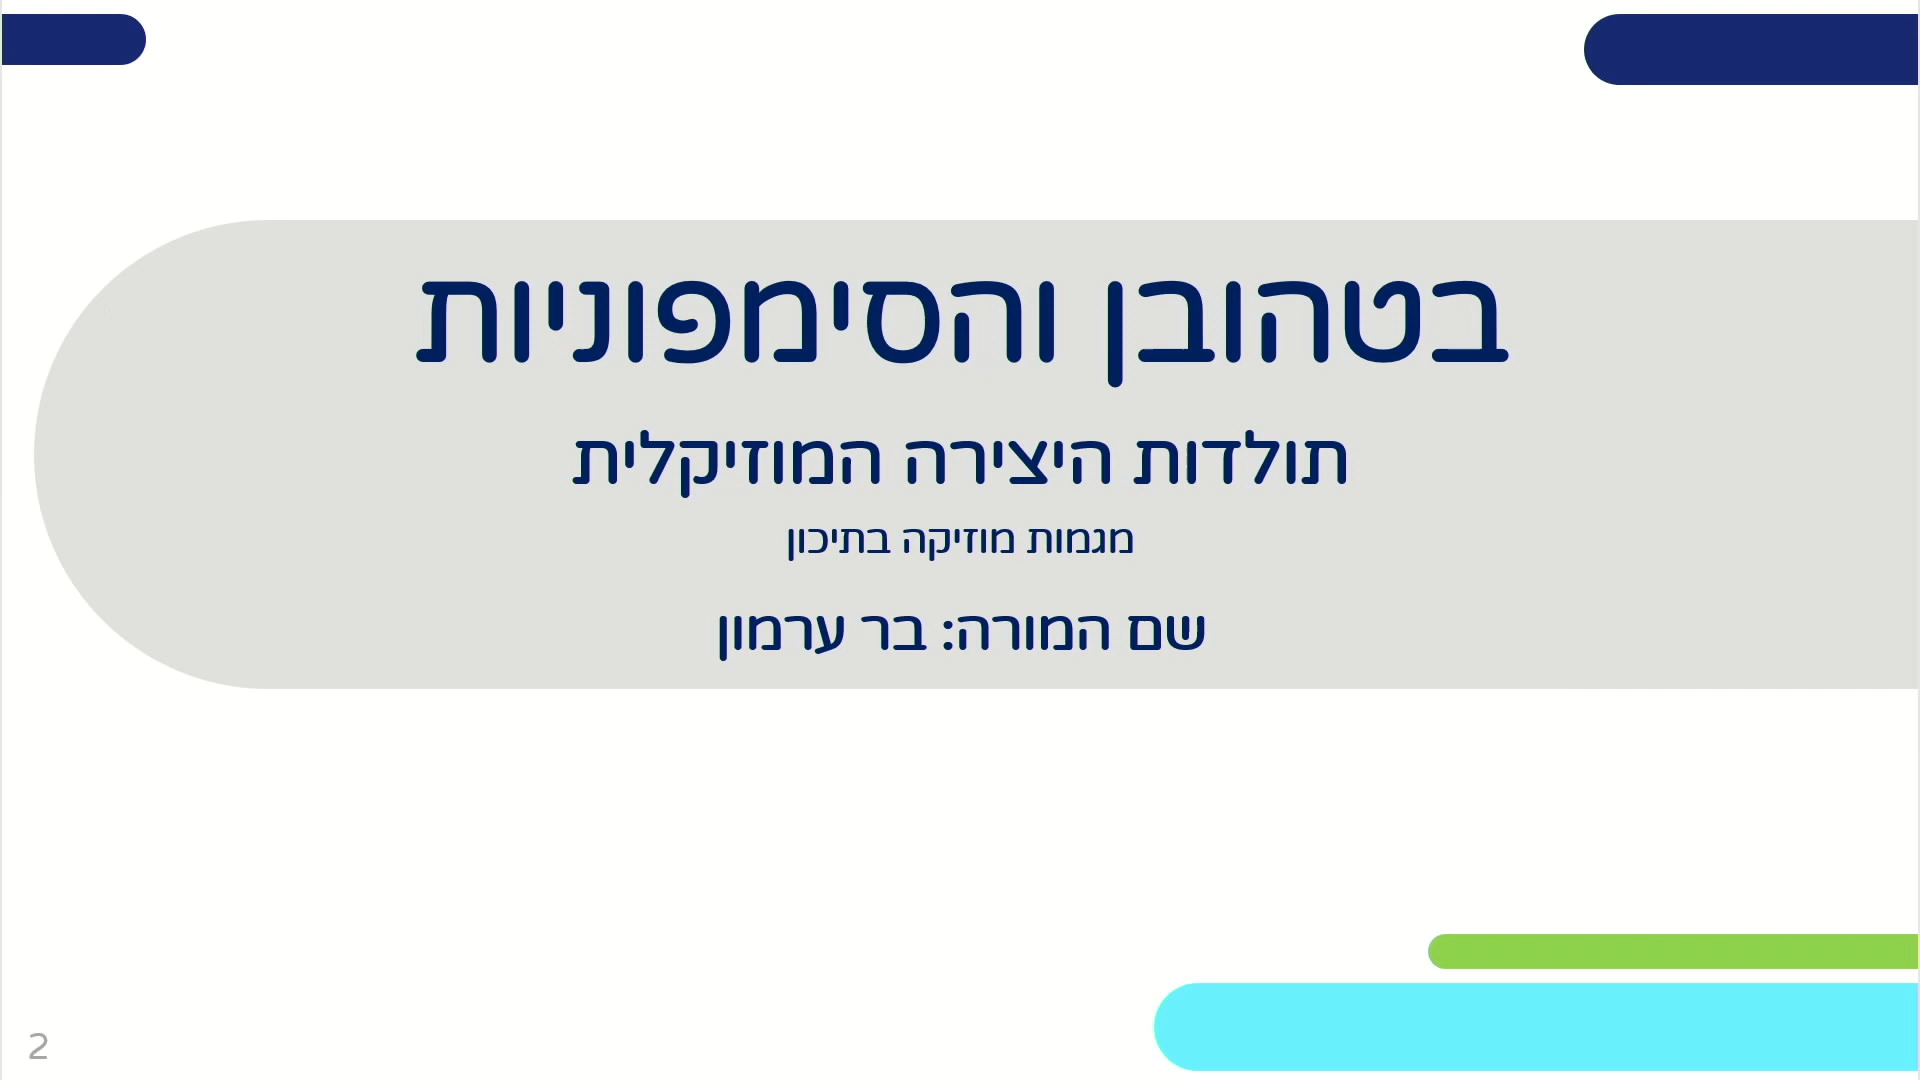 בטהובן והסימפוניות
תולדות היצירה המוזיקלית
מגמות מוזיקה בתיכון
שם המורה: בר ערמון
2